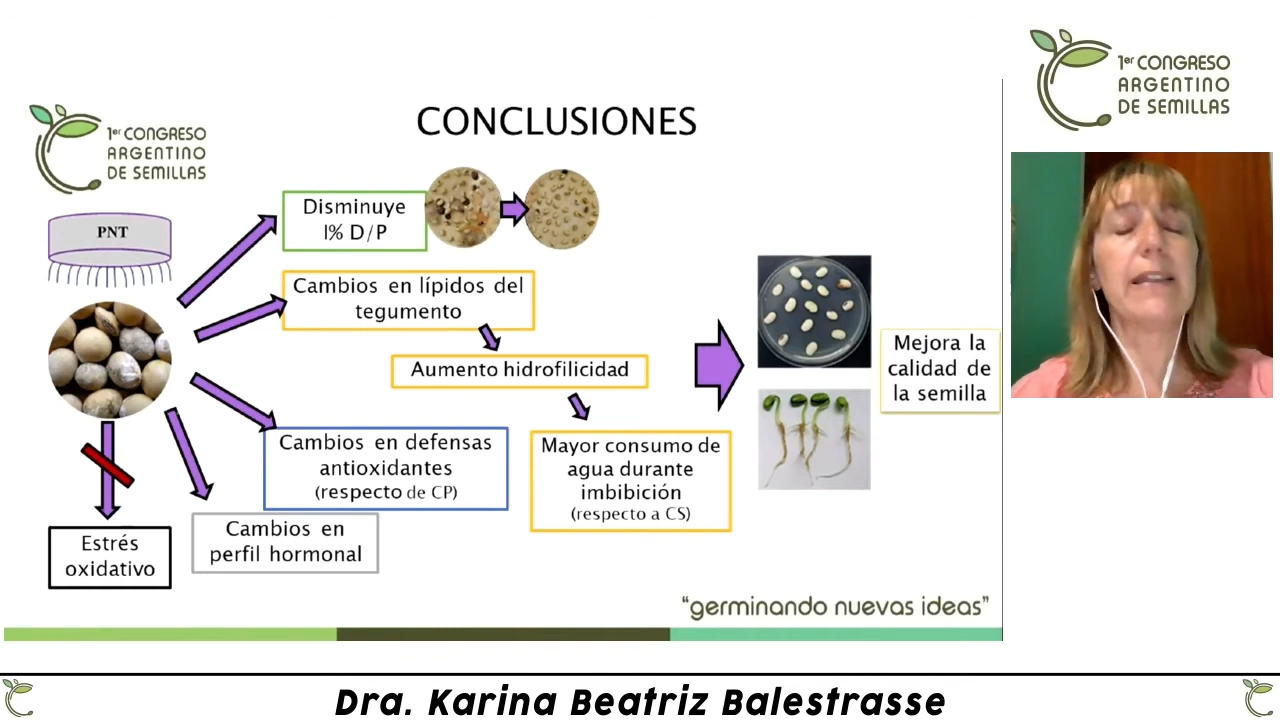 CONCLUSIONES
1er CONGRESO
ARGENTINO
DE SEMILLAS
1er CONGRESO
ARGENTINO
DE SEMILLAS
PNT
Disminuye
I% D/P
Cambios en lípidos del
tegumento
Aumento hidrofilicidad
Mayor consumo de
agua durante
imbibición
(respecto a CS)
Cambios en defensas
antioxidantes
(respecto de CP)
Cambios en
perfil hormonal
Estrés
oxidativo
Mejora la
calidad de
la semilla
“germinando nuevas ideas”
Dra. Karina Beatriz Balestrasse